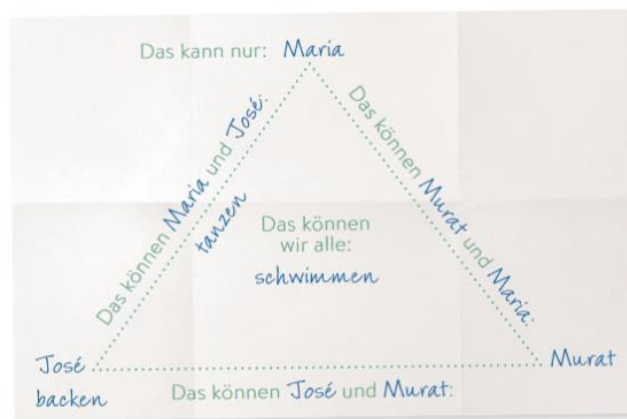 Das kann nur: Maria
Das können Maria und José:
tanzen
Das können Murat und Maria:
Das können
wir alle:
schwimmen
José
backen
Murat
Das können José und Murat: